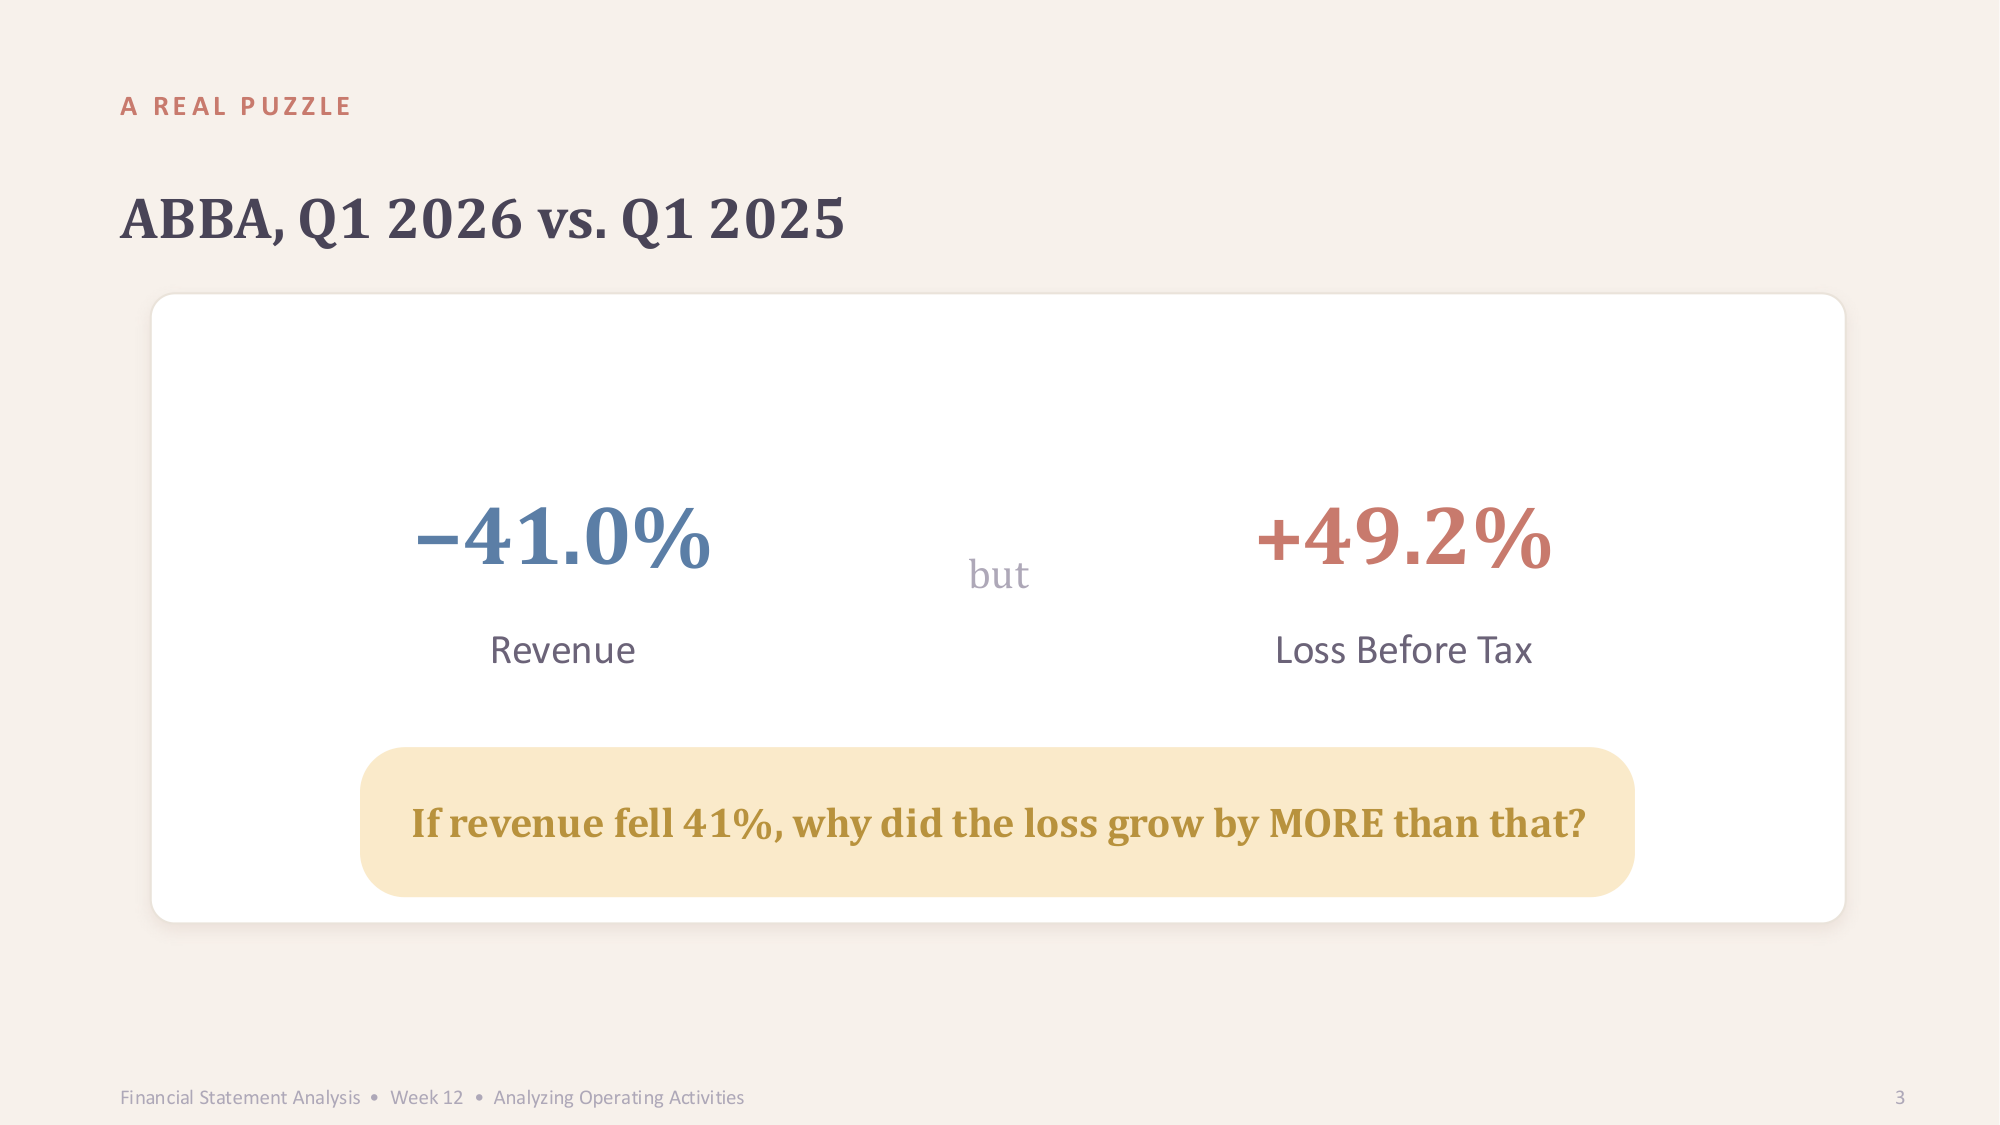 A REAL PUZZLE
ABBA, Q1 2026 vs. Q1 2025
−41.0%
Revenue
but
+49.2%
Loss Before Tax
If revenue fell 41%, why did the loss grow by MORE than that?
Financial Statement Analysis • Week 12 • Analyzing Operating Activities
3